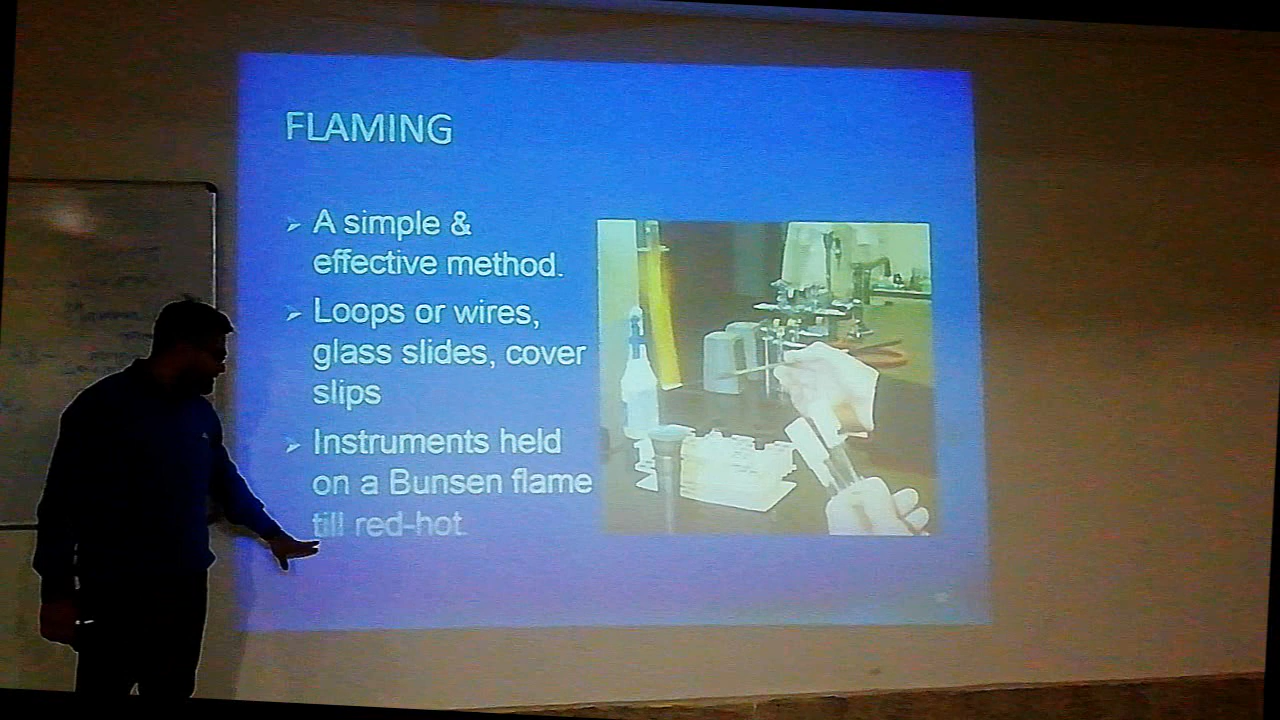 FLAMING
➢ A simple &
effective method.
➢ Loops or wires,
glass slides, cover
slips
➢ Instruments held
on a Bunsen flame
till red-hot.